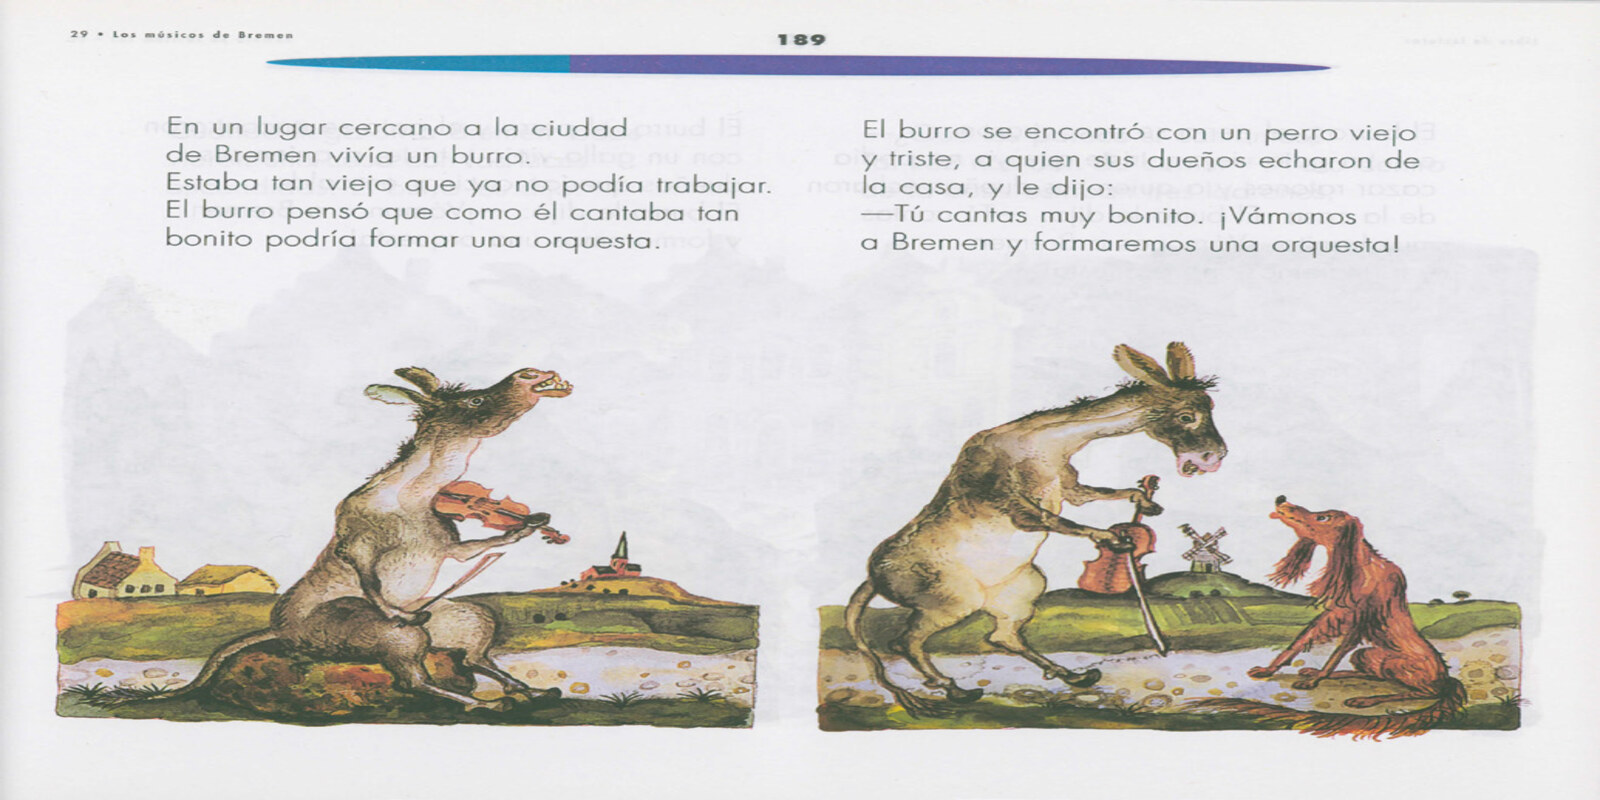 29 • Los músicos de Bremen
189
En un lugar cercano a la ciudad
de Bremen vivía un burro.
Estaba tan viejo que ya no podía trabajar.
El burro pensó que como él cantaba tan
bonito podría formar una orquesta.
El burro se encontró con un perro viejo
y triste, a quien sus dueños echaron de
la casa, y le dijo:
—Tú cantas muy bonito. ¡Vámonos
a Bremen y formaremos una orquesta!